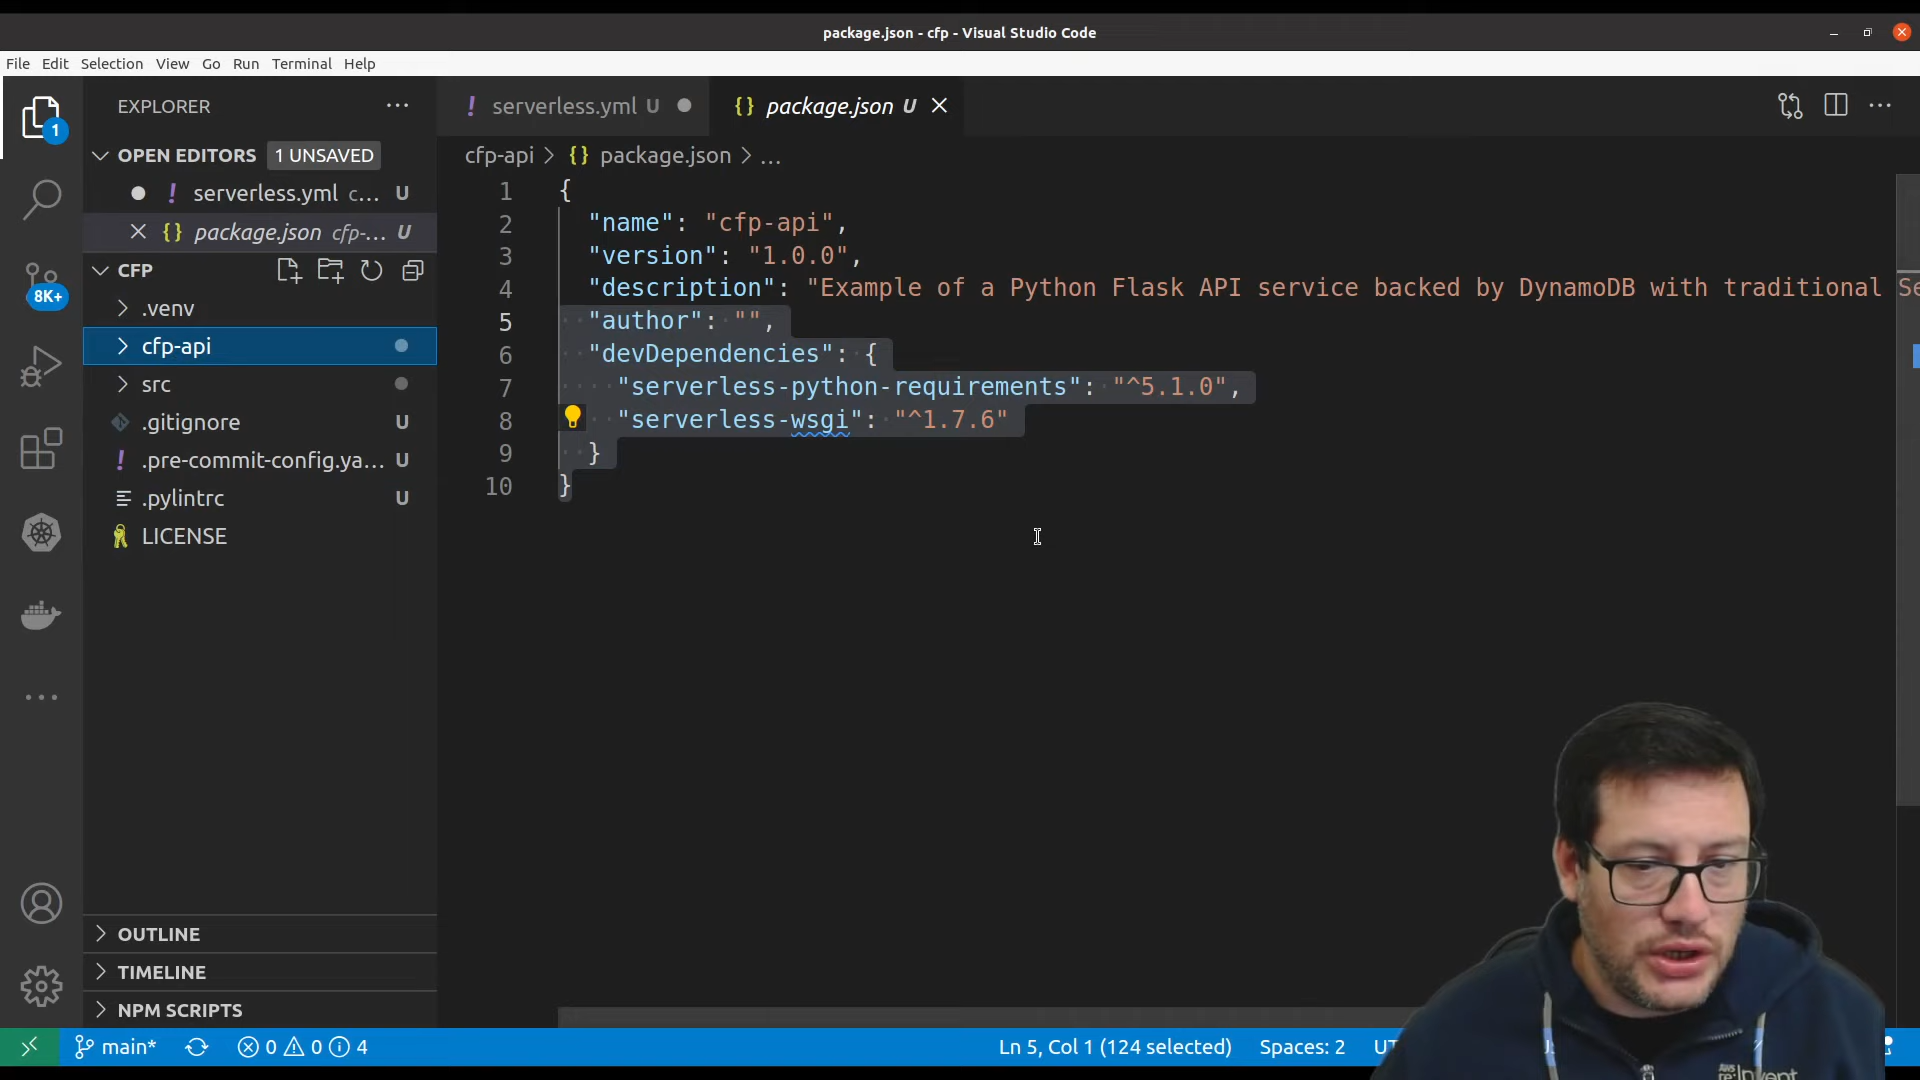 package.json - cfp - Visual Studio Code
File Edit Selection View Go Run Terminal Help
EXPLORER
1
OPEN EDITORS 1 UNSAVED
! serverless.yml c... U
{} package.json cfp-... U
CFP
.venv
cfp-api
src
.gitignore
! .pre-commit-config.ya... U
.pylintrc U
LICENSE
8K+
OUTLINE
TIMELINE
NPM SCRIPTS
! serverless.yml U
{} package.json U
cfp-api > {} package.json > ...
1 {
2 "name": "cfp-api",
3 "version": "1.0.0",
4 "description": "Example of a Python Flask API service backed by DynamoDB with traditional Se
5 "author": "",
6 "devDependencies": {
7 "serverless-python-requirements": "^5.1.0",
8 "serverless-wsgi": "^1.7.6"
9 }
10 }
main* 0 0 4
Ln 5, Col 1 (124 selected) Spaces: 2 UT
aws
re:Invent